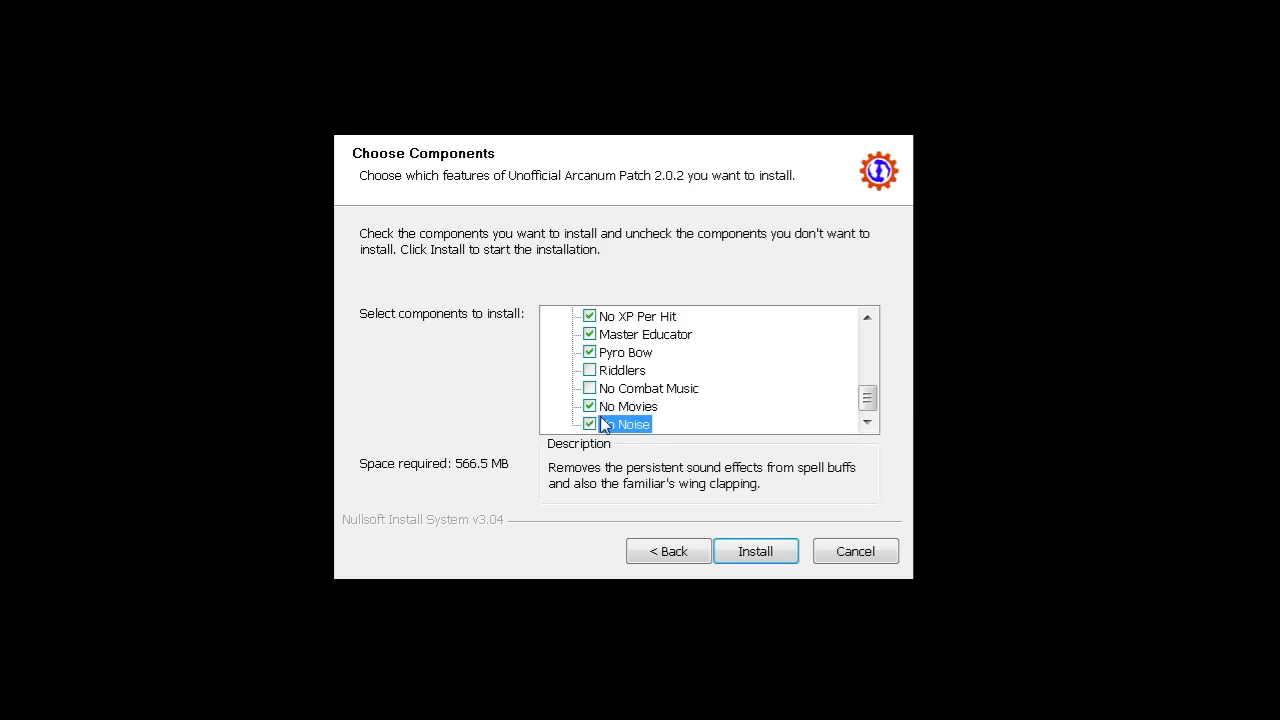 Choose Components
Choose which features of Unofficial Arcanum Patch 2.0.2 you want to install.
Check the components you want to install and uncheck the components you don't want to
install. Click Install to start the installation.
Select components to install:
No XP Per Hit
Master Educator
Pyro Bow
Riddlers
No Combat Music
No Movies
No Noise
Description
Space required: 566.5 MB
Removes the persistent sound effects from spell buffs
and also the familiar's wing clapping.
Nullsoft Install System v3.04
< Back
Install
Cancel